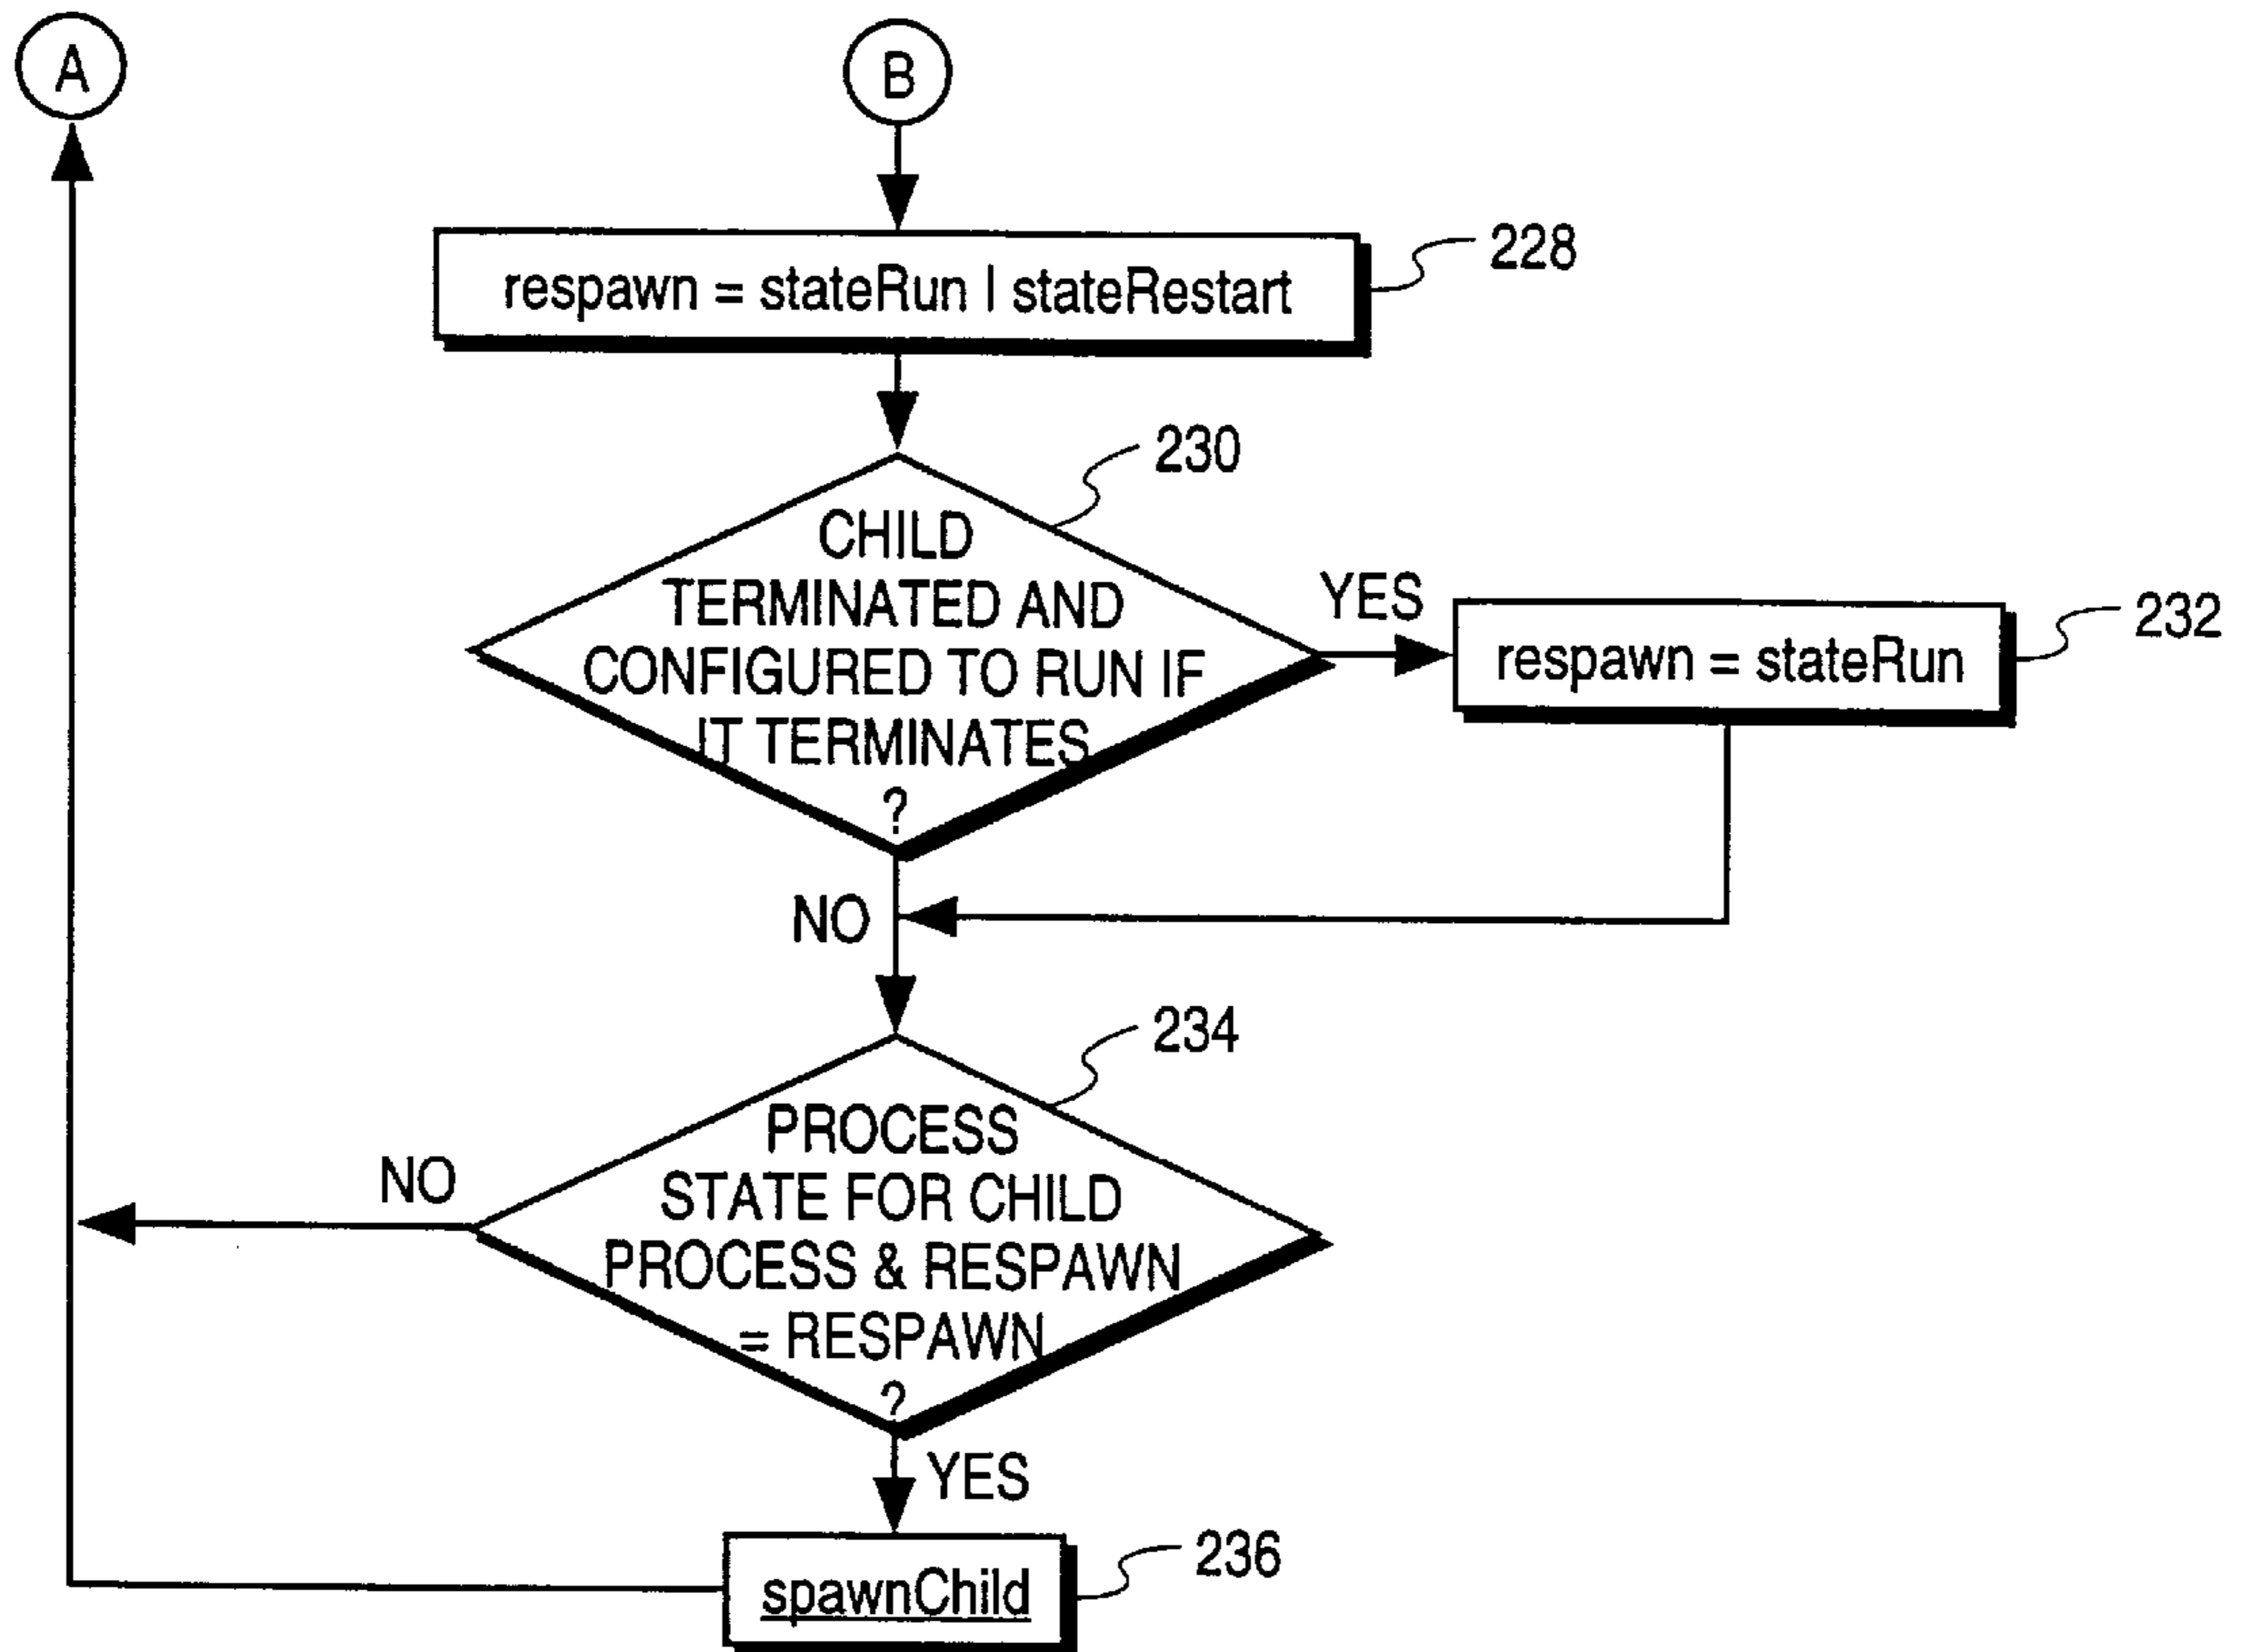 A
B
228
respawn = stateRun | stateRestart
230
CHILD
TERMINATED AND
CONFIGURED TO RUN IF
IT TERMINATES
?
YES
232
respawn = stateRun
NO
234
PROCESS
STATE FOR CHILD
PROCESS & RESPAWN
= RESPAWN
?
NO
YES
236
spawnChild